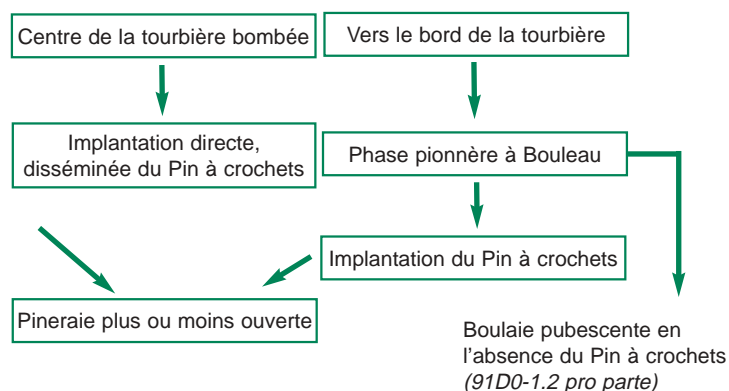 Centre de la tourbière bombée
Vers le bord de la tourbière
Implantation directe,
disséminée du Pin à crochets
Phase pionnère à Bouleau
Implantation du Pin à crochets
Pineraie plus ou moins ouverte
Boulaie pubescente en
l'absence du Pin à crochets
(91D0-1.2 pro parte)